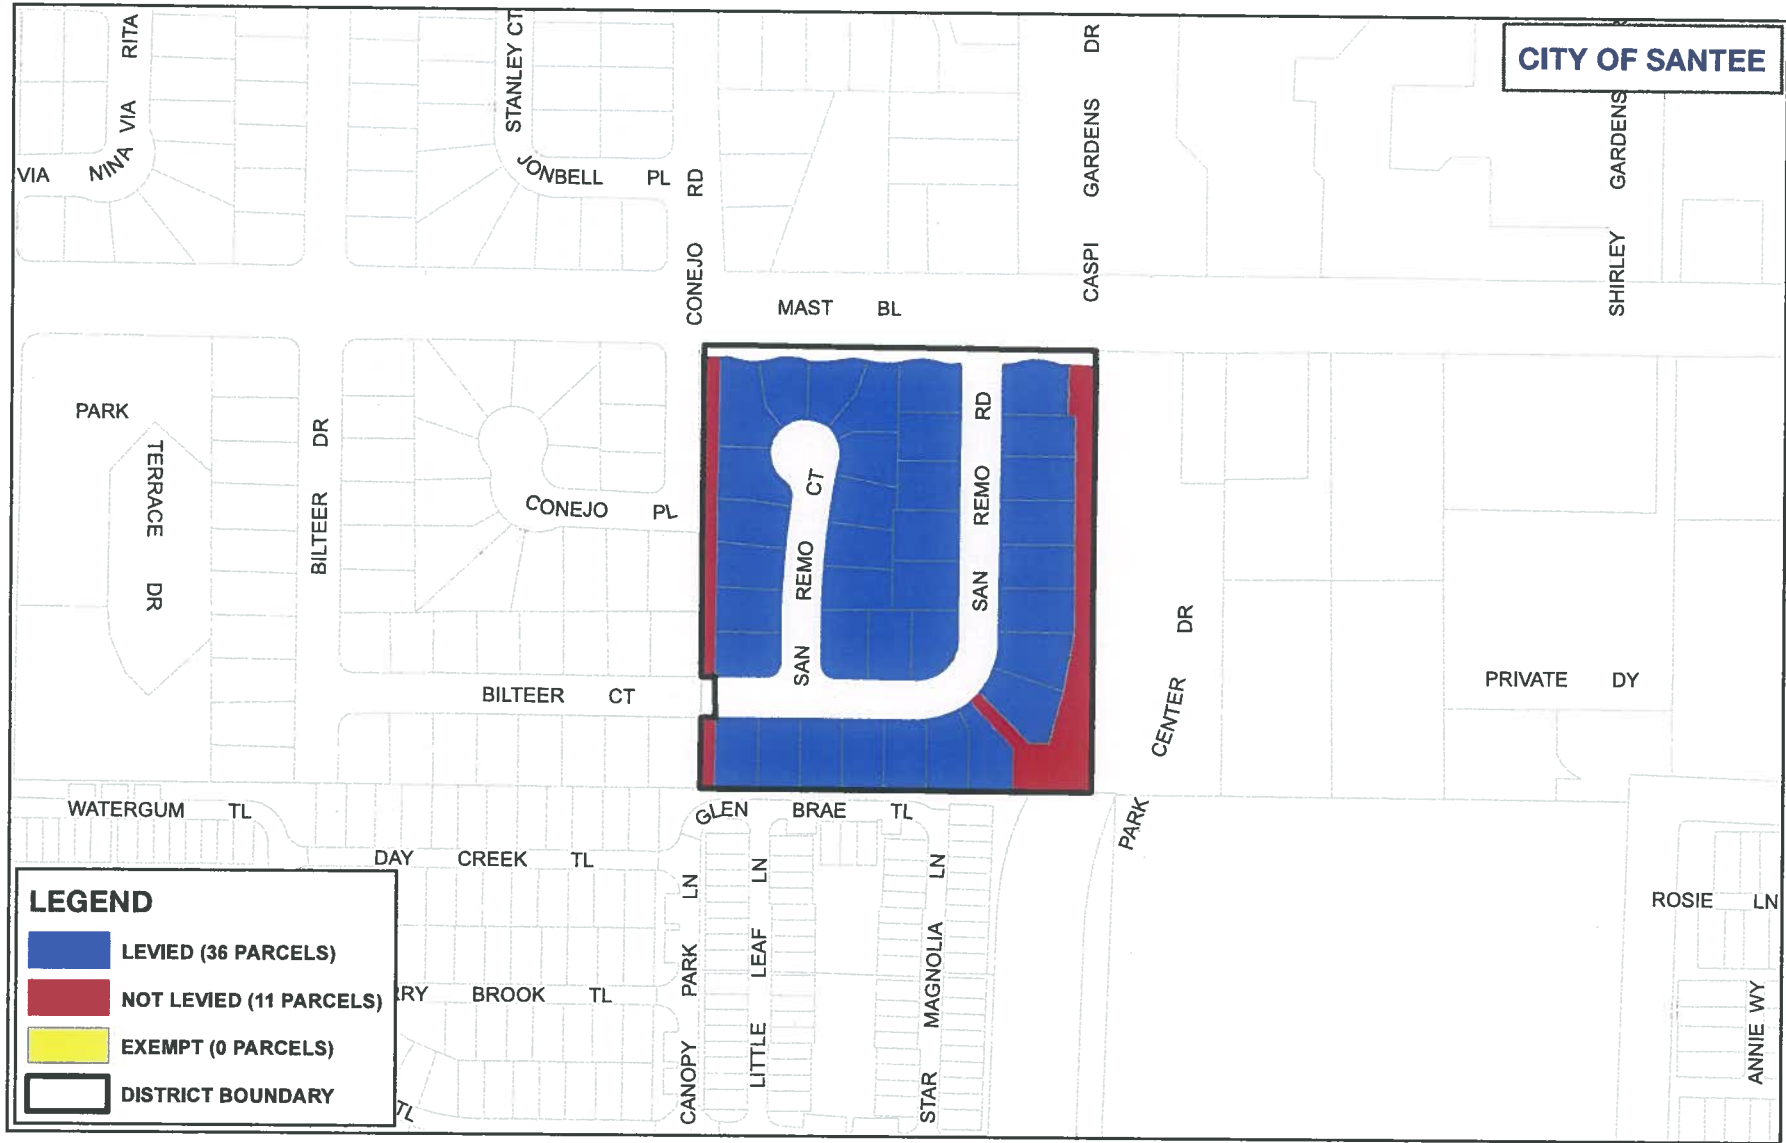 CITY OF SANTEE
VIA RITA
STANLEY CT
VIA NINA
JONBELL PL
CONEJO RD
CASPI GARDENS DR
SHIRLEY GARDENS
MAST BL
PARK
TERRACE DR
BILTEER DR
CONEJO PL
SAN REMO CT
SAN REMO RD
BILTEER CT
CENTER DR
PRIVATE DY
PARK
WATERGUM TL
GLEN BRAE TL
DAY CREEK TL
RRY BROOK TL
TL
CANOPY PARK LN
LITTLE LEAF LN
STAR MAGNOLIA LN
ROSIE LN
ANNIE WY
LEGEND
LEVIED (36 PARCELS)
NOT LEVIED (11 PARCELS)
EXEMPT (0 PARCELS)
DISTRICT BOUNDARY